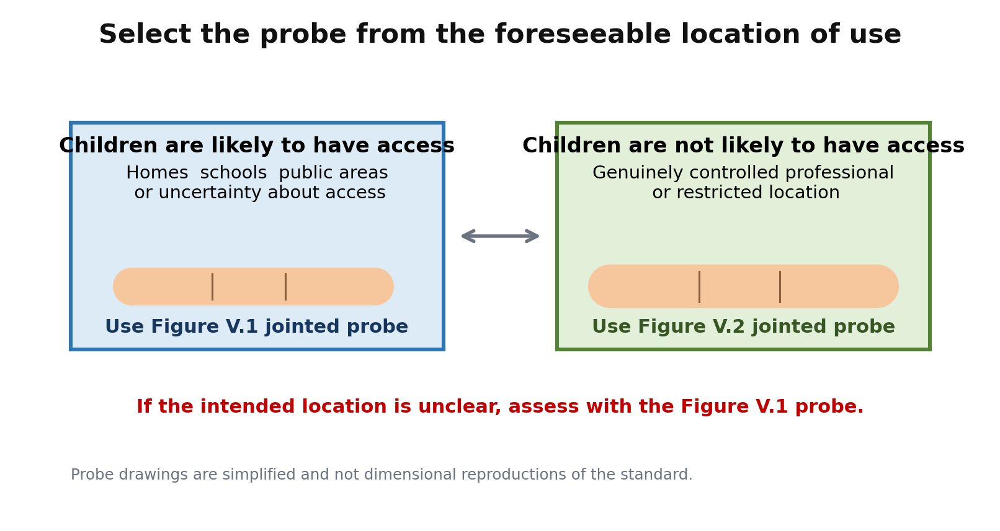 Select the probe from the foreseeable location of use
Children are likely to have access
Homes  schools  public areas
or uncertainty about access
Use Figure V.1 jointed probe
Children are not likely to have access
Genuinely controlled professional
or restricted location
Use Figure V.2 jointed probe
If the intended location is unclear, assess with the Figure V.1 probe.
Probe drawings are simplified and not dimensional reproductions of the standard.